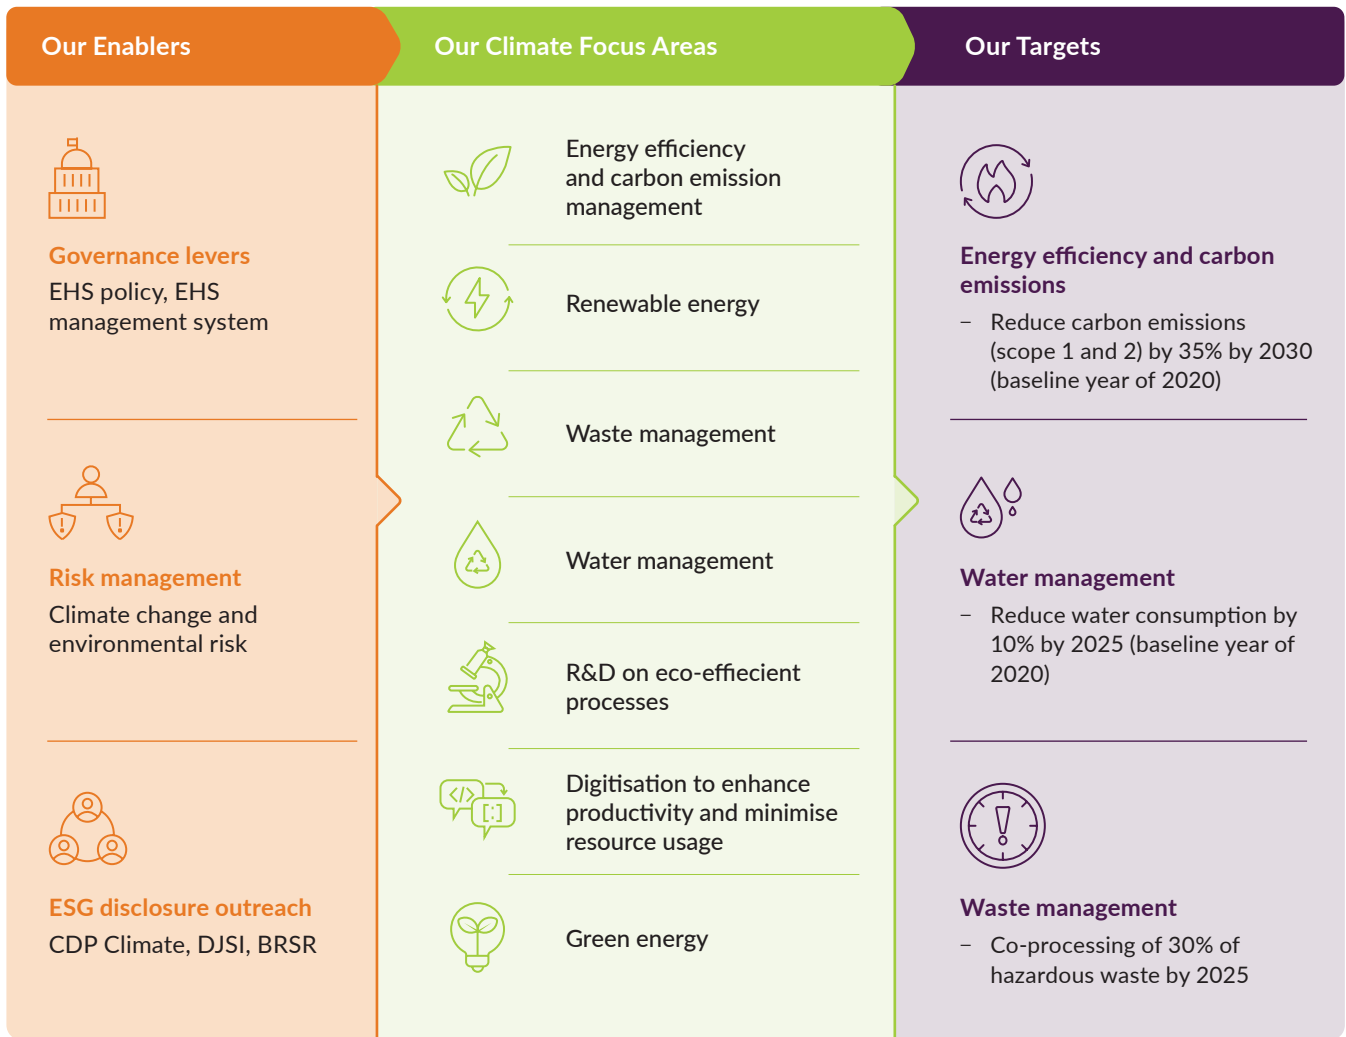 Our Enablers
Our Climate Focus Areas
Our Targets
Governance levers
EHS policy, EHS
management system
Risk management
Climate change and
environmental risk
ESG disclosure outreach
CDP Climate, DJSI, BRSR
Energy efficiency
and carbon emission
management
Renewable energy
Waste management
Water management
R&D on eco-effiecient
processes
Digitisation to enhance
productivity and minimise
resource usage
Green energy
Energy efficiency and carbon
emissions
– Reduce carbon emissions
(scope 1 and 2) by 35% by 2030
(baseline year of 2020)
Water management
– Reduce water consumption by
10% by 2025 (baseline year of
2020)
Waste management
– Co-processing of 30% of
hazardous waste by 2025